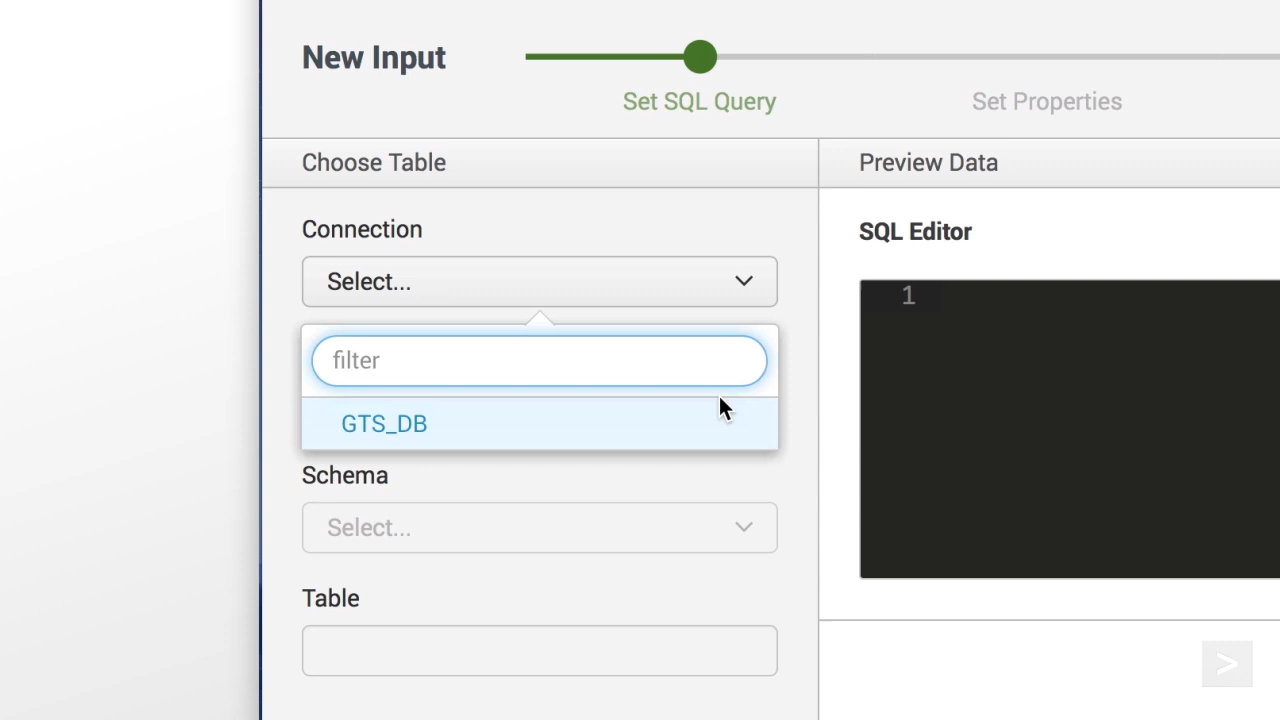 New Input
Set SQL Query
Set Properties
Choose Table
Preview Data
Connection
Select...
filter
GTS_DB
Schema
Select...
Table
SQL Editor
1
>